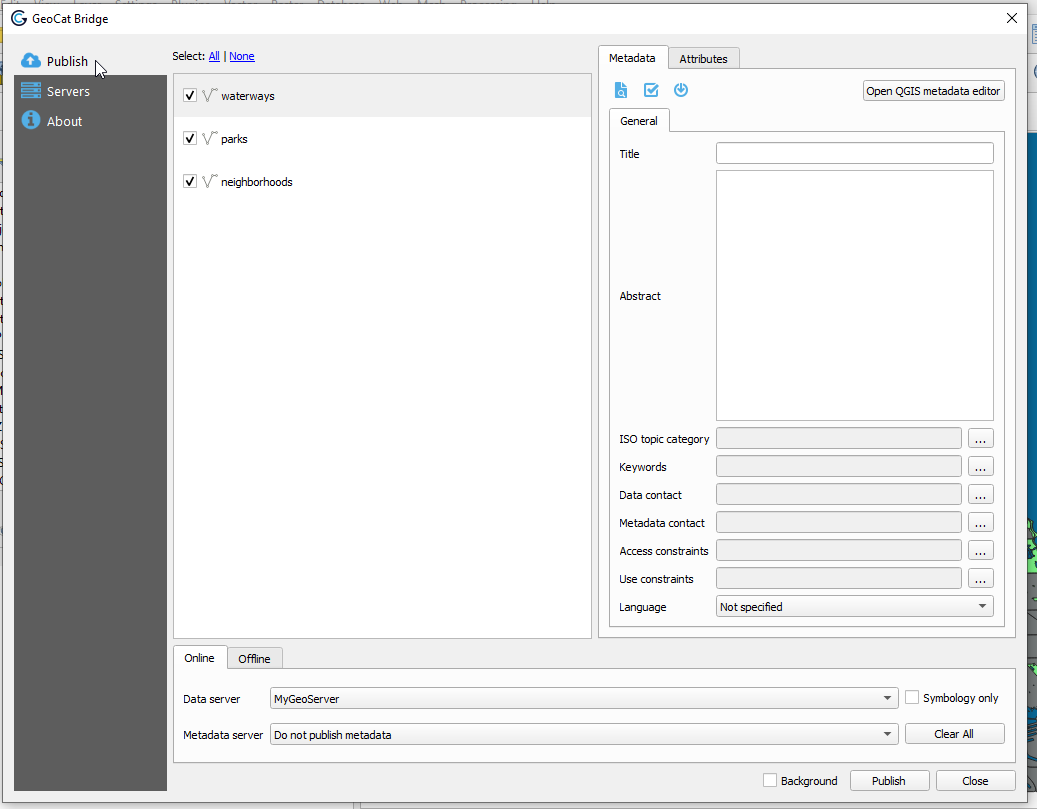 GeoCat Bridge
Publish
Servers
About
Select: All | None
waterways
parks
neighborhoods
Metadata
Attributes
Open QGIS metadata editor
General
Title
Abstract
ISO topic category
...
Keywords
...
Data contact
...
Metadata contact
...
Access constraints
...
Use constraints
...
Language
Not specified
Online
Offline
Data server
MyGeoServer
Symbology only
Metadata server
Do not publish metadata
Clear All
Background
Publish
Close